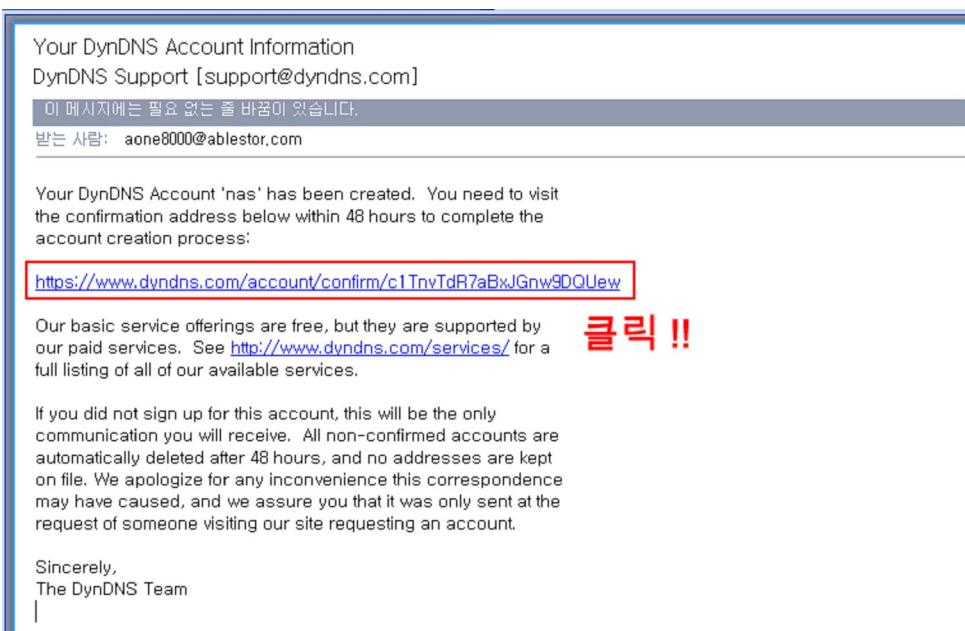 Your DynDNS Account Information
DynDNS Support [support@dyndns.com]
이 메시지에는 필요 없는 줄 바꿈이 있습니다.
받는 사람: aone8000@ablestor.com
Your DynDNS Account 'nas' has been created. You need to visit
the confirmation address below within 48 hours to complete the
account creation process:
https://www.dyndns.com/account/confirm/c1TnvTdR7aBxJGnw9DQUew
Our basic service offerings are free, but they are supported by
our paid services. See http://www.dyndns.com/services/ for a
full listing of all of our available services.
클릭 !!
If you did not sign up for this account, this will be the only
communication you will receive. All non-confirmed accounts are
automatically deleted after 48 hours, and no addresses are kept
on file. We apologize for any inconvenience this correspondence
may have caused, and we assure you that it was only sent at the
request of someone visiting our site requesting an account.
Sincerely,
The DynDNS Team